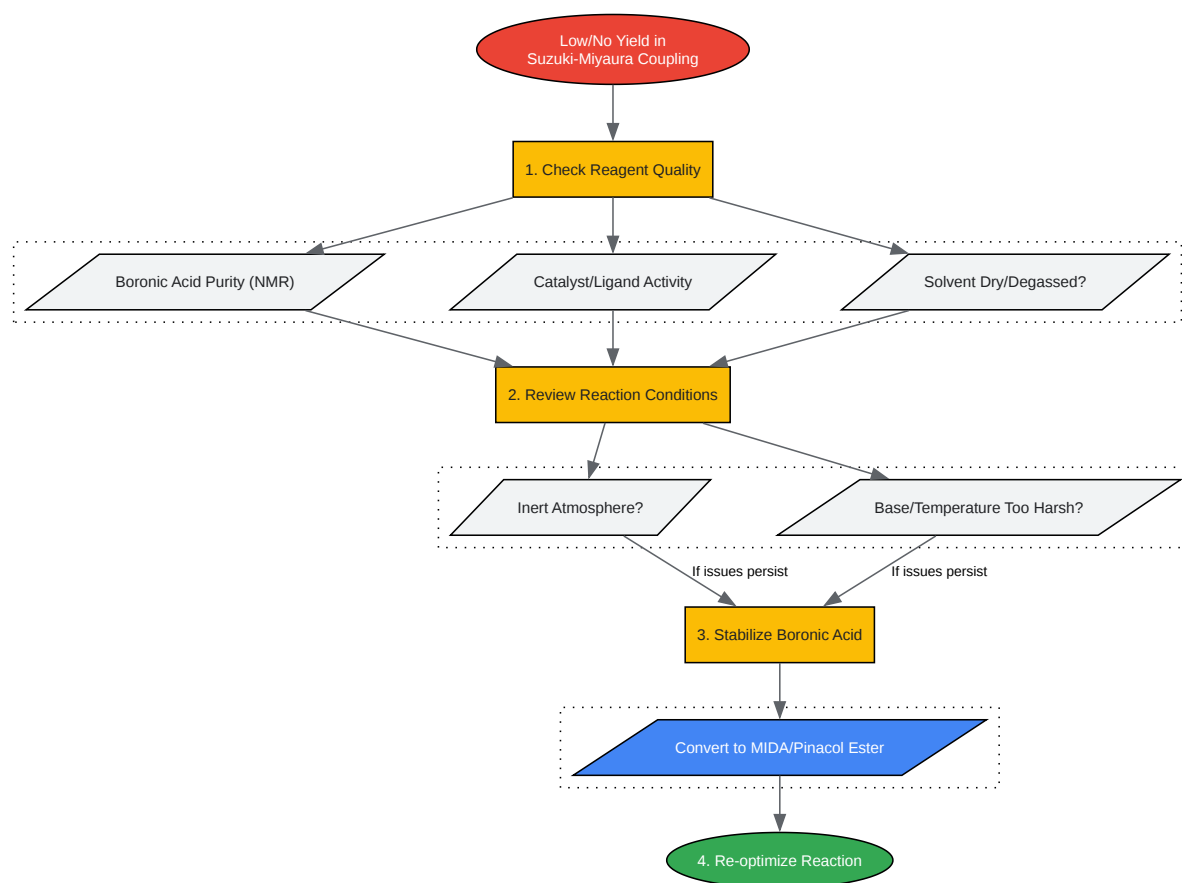 Low/No Yield in
Suzuki-Miyaura Coupling
1. Check Reagent Quality
Boronic Acid Purity (NMR)
Catalyst/Ligand Activity
Solvent Dry/Degassed?
2. Review Reaction Conditions
Inert Atmosphere?
Base/Temperature Too Harsh?
If issues persist
If issues persist
3. Stabilize Boronic Acid
Convert to MIDA/Pinacol Ester
4. Re-optimize Reaction